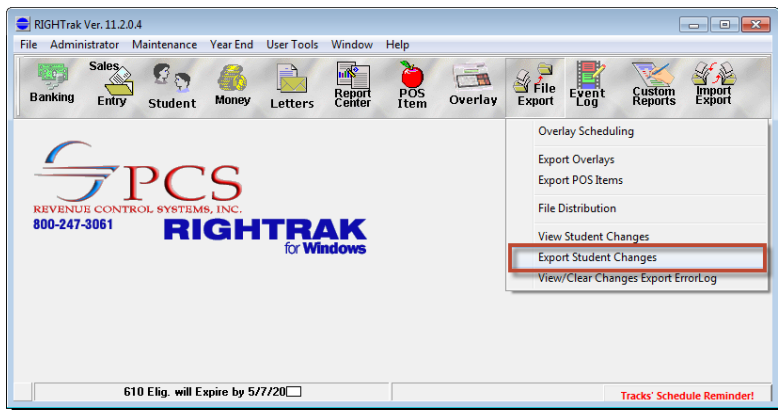 RIGHTrak Ver. 11.2.0.4
File Administrator Maintenance Year End User Tools Window Help
Banking
Sales Entry
Student
Money
Letters
Report Center
POS Item
Overlay
File Export
Event Log
Custom Reports
Import Export
Overlay Scheduling
Export Overlays
Export POS Items
File Distribution
View Student Changes
Export Student Changes
View/Clear Changes Export ErrorLog
PCS
REVENUE CONTROL SYSTEMS, INC.
800-247-3061
RIGHTRAK
for Windows
610 Elig. will Expire by 5/7/20
Tracks' Schedule Reminder!